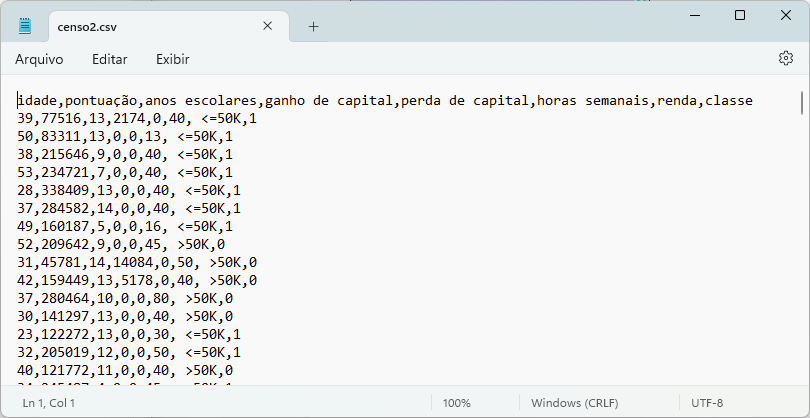 censo2.csv
Arquivo Editar Exibir
idade,pontuação,anos escolares,ganho de capital,perda de capital,horas semanais,renda,classe
39,77516,13,2174,0,40, <=50K,1
50,83311,13,0,0,13, <=50K,1
38,215646,9,0,0,40, <=50K,1
53,234721,7,0,0,40, <=50K,1
28,338409,13,0,0,40, <=50K,1
37,284582,14,0,0,40, <=50K,1
49,160187,5,0,0,16, <=50K,1
52,209642,9,0,0,45, >50K,0
31,45781,14,14084,0,50, >50K,0
42,159449,13,5178,0,40, >50K,0
37,280464,10,0,0,80, >50K,0
30,141297,13,0,0,40, >50K,0
23,122272,13,0,0,30, <=50K,1
32,205019,12,0,0,50, <=50K,1
40,121772,11,0,0,40, >50K,0
Ln 1, Col 1 100% Windows (CRLF) UTF-8